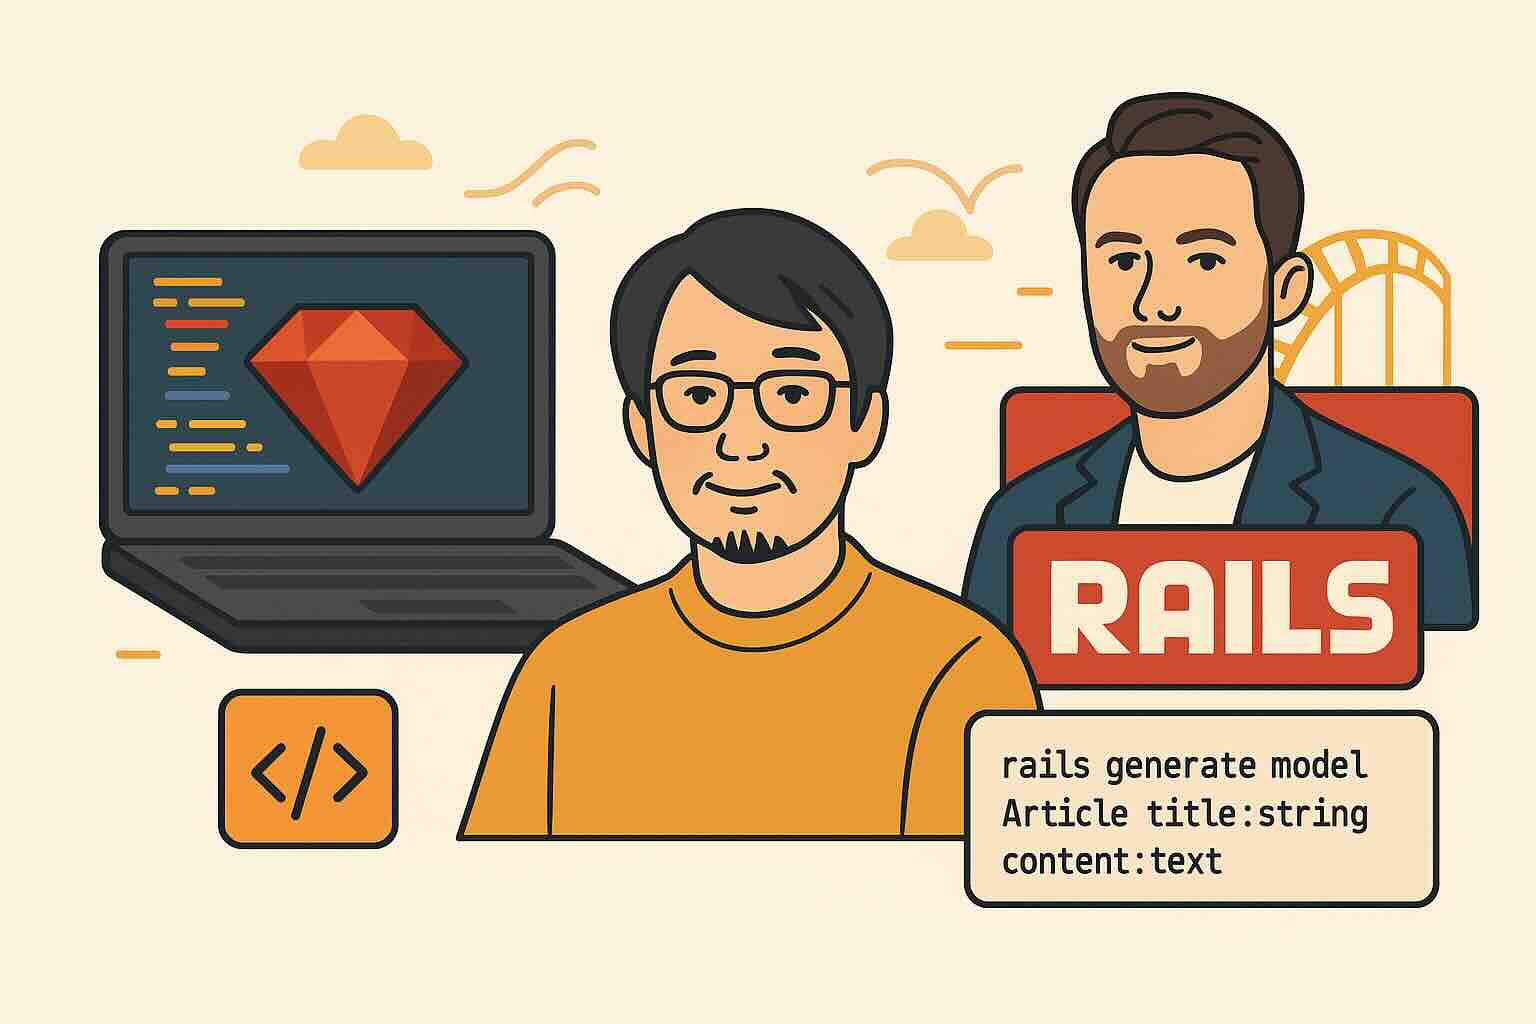 </>
RAILS
rails generate model
Article title:string
content:text